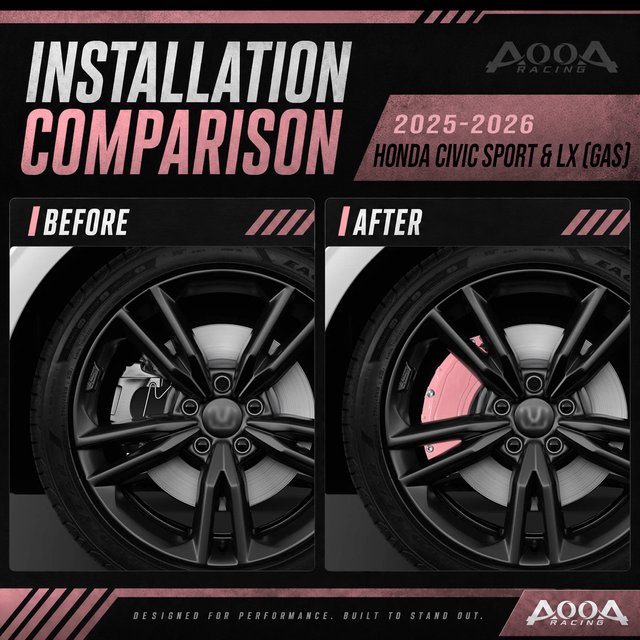 INSTALLATION
COMPARISON
AOOA
RACING
2025-2026
HONDA CIVIC SPORT & LX (GAS)
BEFORE
AFTER
DESIGNED FOR PERFORMANCE. BUILT TO STAND OUT.
AOOA
RACING